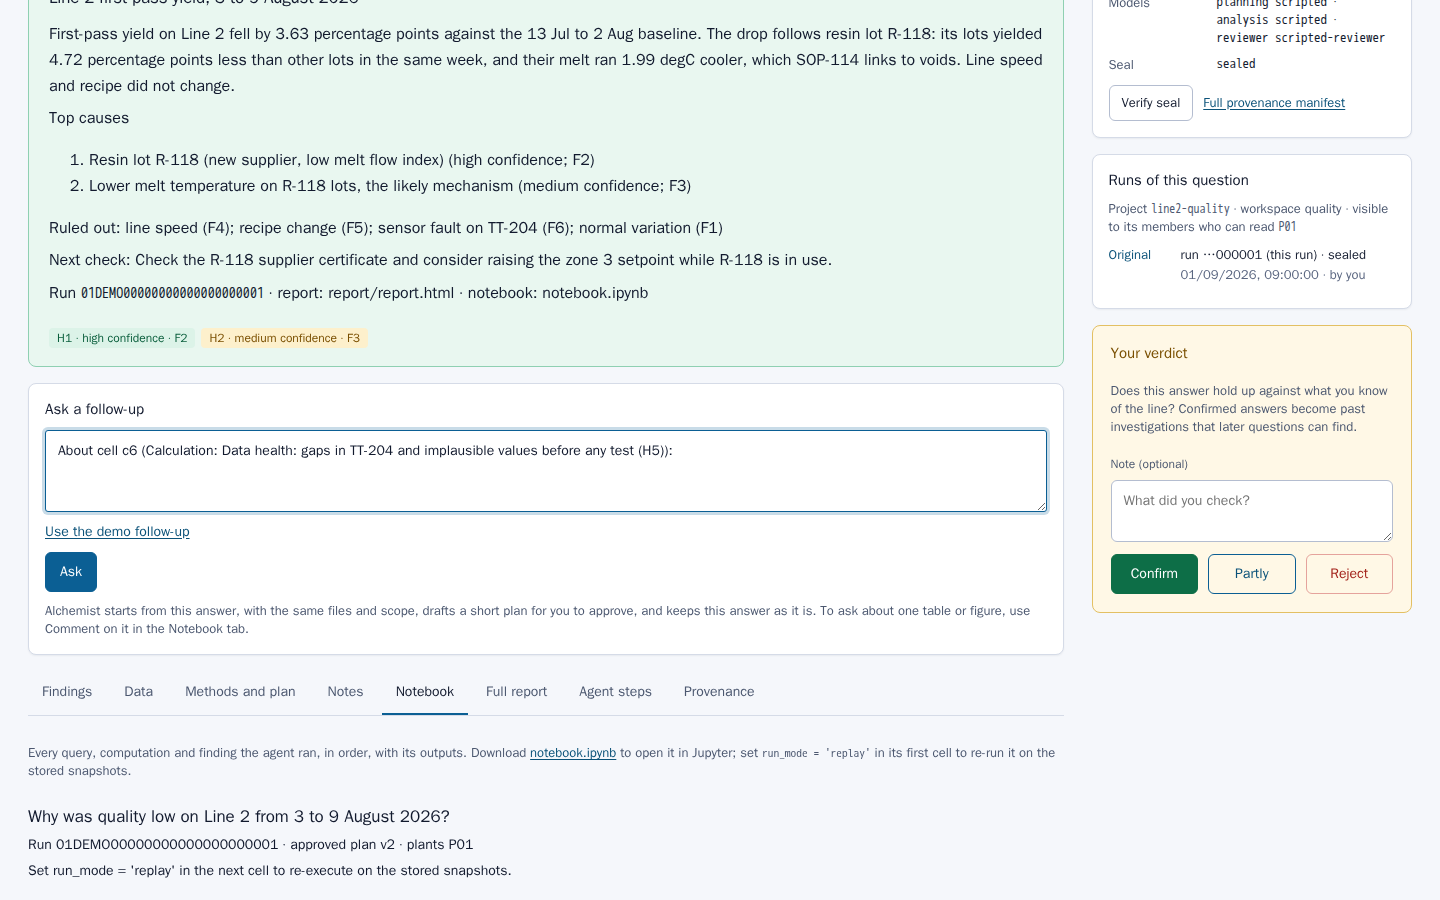 First-pass yield on Line 2 fell by 3.63 percentage points against the 13 Jul to 2 Aug baseline. The drop follows resin lot R-118: its lots yielded
4.72 percentage points less than other lots in the same week, and their melt ran 1.99 degC cooler, which SOP-114 links to voids. Line speed
and recipe did not change.
Top causes
1. Resin lot R-118 (new supplier, low melt flow index) (high confidence; F2)
2. Lower melt temperature on R-118 lots, the likely mechanism (medium confidence; F3)
Ruled out: line speed (F4); recipe change (F5); sensor fault on TT-204 (F6); normal variation (F1)
Next check: Check the R-118 supplier certificate and consider raising the zone 3 setpoint while R-118 is in use.
Run 01DEMO00000000000000000001 · report: report/report.html · notebook: notebook.ipynb
H1 · high confidence · F2
H2 · medium confidence · F3
Ask a follow-up
About cell c6 (Calculation: Data health: gaps in TT-204 and implausible values before any test (H5)):
Use the demo follow-up
Ask
Alchemist starts from this answer, with the same files and scope, drafts a short plan for you to approve, and keeps this answer as it is. To ask about one table or figure, use
Comment on it in the Notebook tab.
Findings Data Methods and plan Notes Notebook Full report Agent steps Provenance
Every query, computation and finding the agent ran, in order, with its outputs. Download notebook.ipynb to open it in Jupyter; set run_mode = 'replay' in its first cell to re-run it on the
stored snapshots.
Why was quality low on Line 2 from 3 to 9 August 2026?
Run 01DEMO00000000000000000001 · approved plan v2 · plants P01
Set run_mode = 'replay' in the next cell to re-execute on the stored snapshots.
Models
planning scripted ·
analysis scripted ·
reviewer scripted-reviewer
Seal sealed
Verify seal
Full provenance manifest
Runs of this question
Project line2-quality · workspace quality · visible
to its members who can read P01
Original run ···000001 (this run) · sealed
01/09/2026, 09:00:00 · by you
Your verdict
Does this answer hold up against what you know
of the line? Confirmed answers become past
investigations that later questions can find.
Note (optional)
What did you check?
Confirm
Partly
Reject